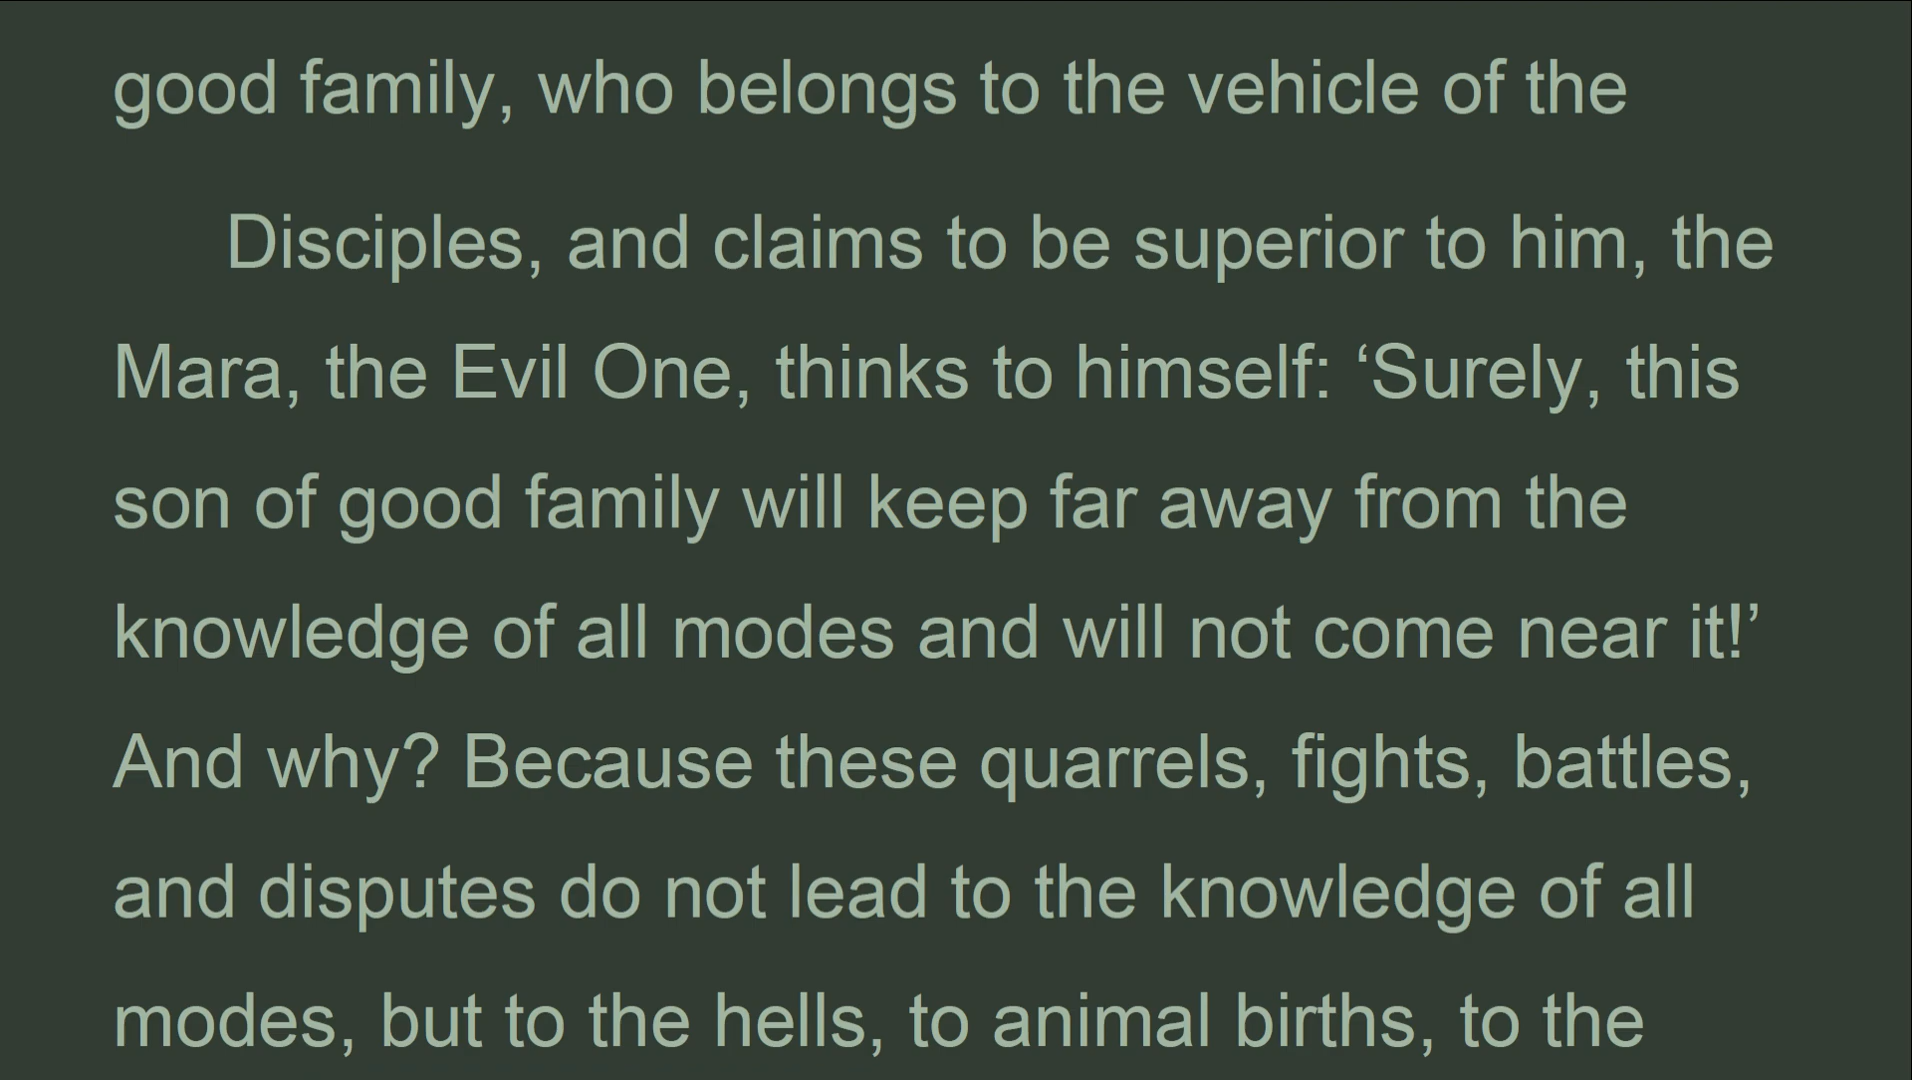 good family, who belongs to the vehicle of the
Disciples, and claims to be superior to him, the
Mara, the Evil One, thinks to himself: ‘Surely, this
son of good family will keep far away from the
knowledge of all modes and will not come near it!’
And why? Because these quarrels, fights, battles,
and disputes do not lead to the knowledge of all
modes, but to the hells, to animal births, to the